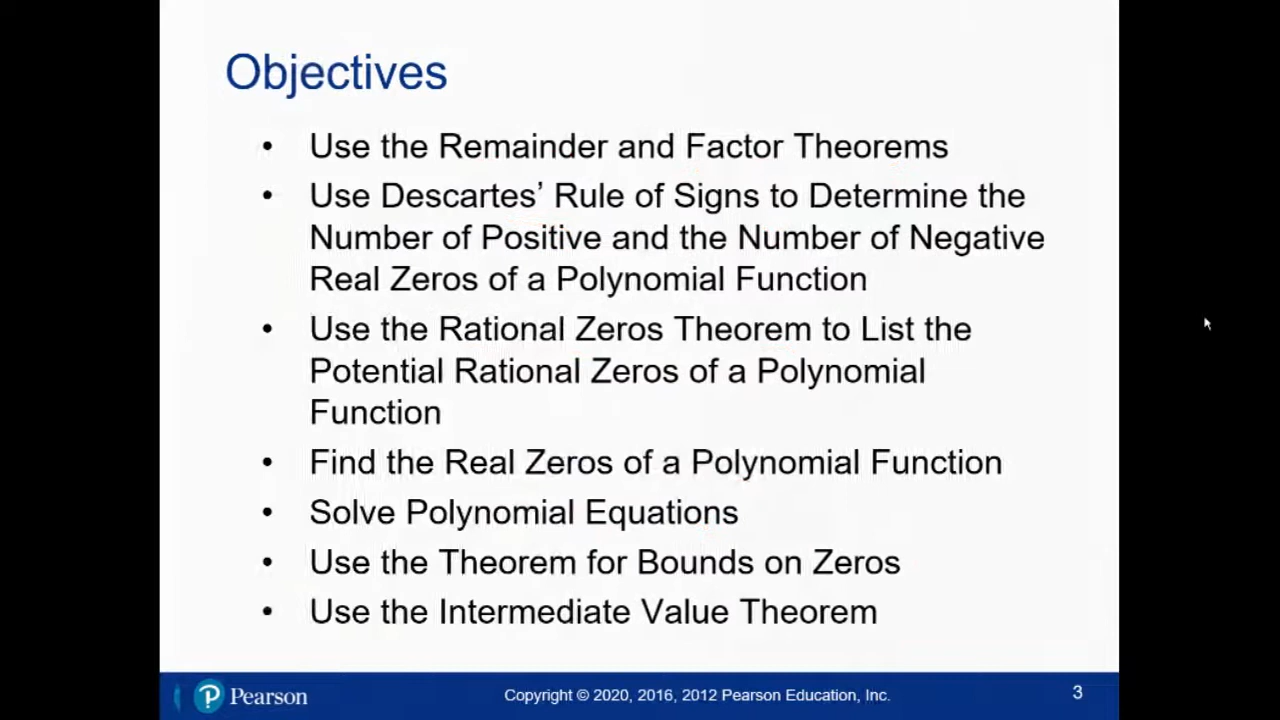 Objectives
• Use the Remainder and Factor Theorems
• Use Descartes’ Rule of Signs to Determine the
Number of Positive and the Number of Negative
Real Zeros of a Polynomial Function
• Use the Rational Zeros Theorem to List the
Potential Rational Zeros of a Polynomial
Function
• Find the Real Zeros of a Polynomial Function
• Solve Polynomial Equations
• Use the Theorem for Bounds on Zeros
• Use the Intermediate Value Theorem
Pearson
Copyright © 2020, 2016, 2012 Pearson Education, Inc.
3